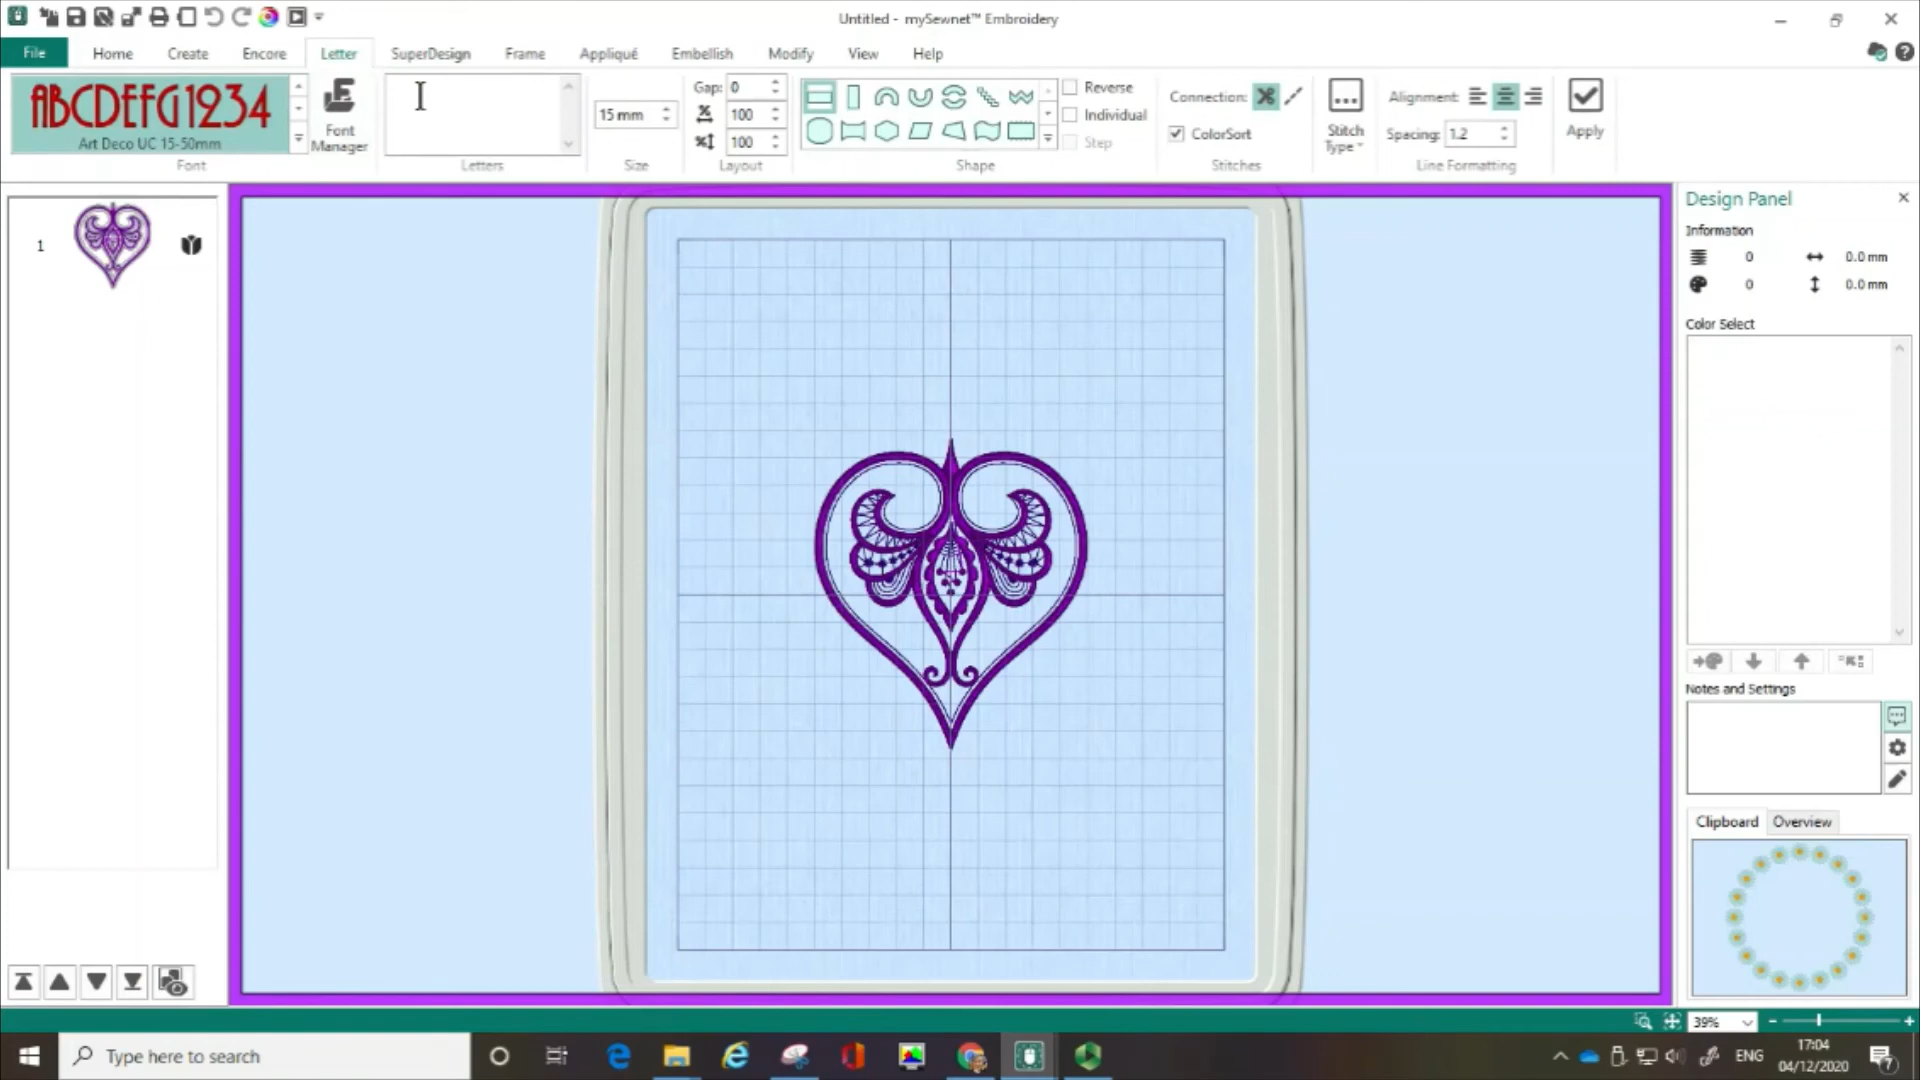 Untitled - mySewnet™ Embroidery
File Home Create Encore Letter SuperDesign Frame Appliqué Embellish Modify View Help
ABCDEFG1234
Art Deco UC 15-50mm
Font
Font Manager
Letters
15 mm
Size
Gap: 0
100
100
Layout
Shape
Reverse
Individual
Step
Connection:
ColorSort
Stitches
Stitch Type
Alignment:
Spacing: 1.2
Line Formatting
Apply
1
Design Panel
Information
0 0.0 mm
0 0.0 mm
Color Select
Notes and Settings
Clipboard Overview
39%
Type here to search
ENG
17:04
04/12/2020
7